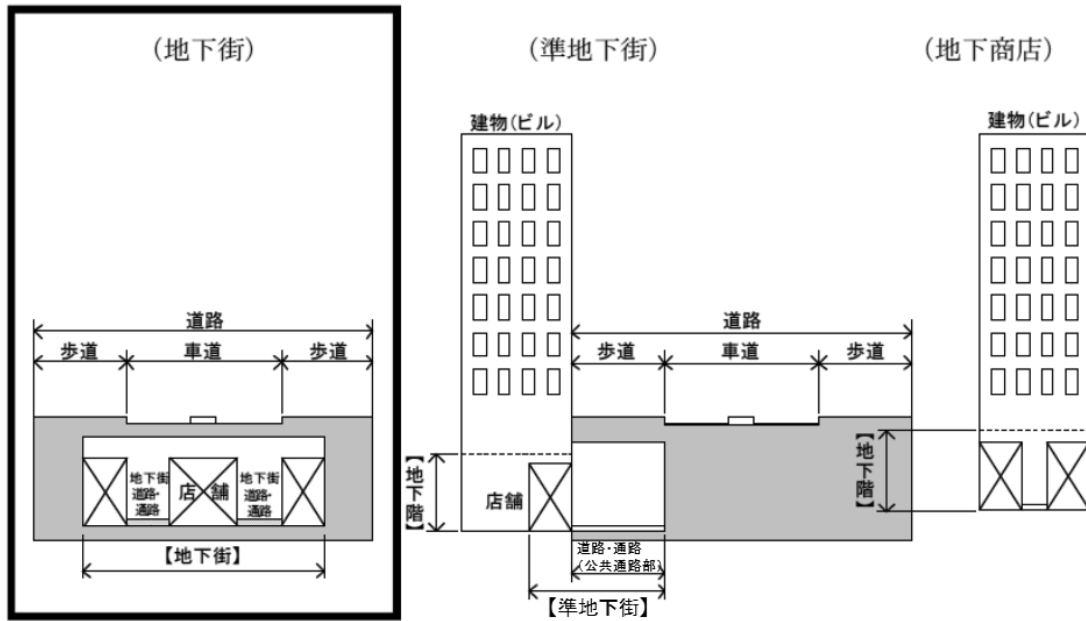 （地下街）
道路
歩道
車道
歩道
地下街
道路・
通路
店舗
地下街
道路・
通路
【地下街】
（準地下街）
建物(ビル)
道路
歩道
車道
歩道
【地下階】
店舗
道路・通路
(公共通路部)
【準地下街】
（地下商店）
建物(ビル)
【地下階】